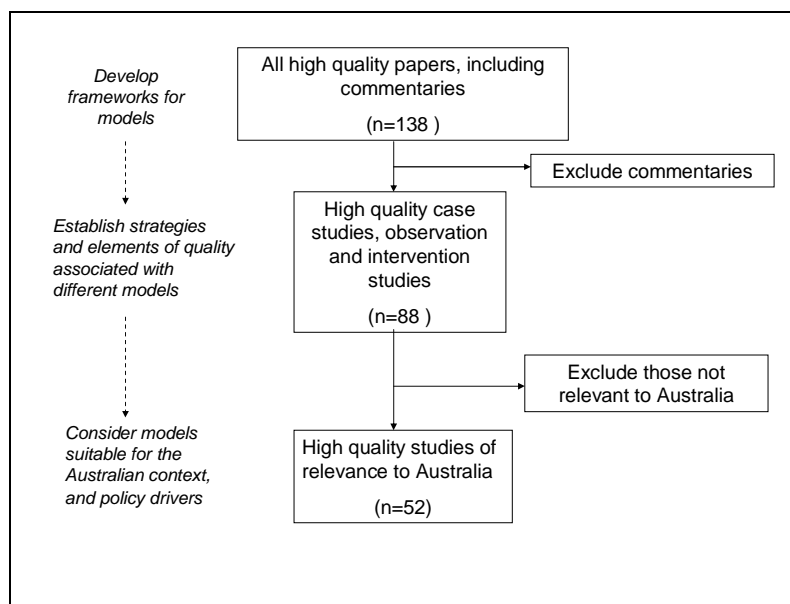 Develop
frameworks for
models
All high quality papers, including
commentaries
(n=138 )
Exclude commentaries
Establish strategies
and elements of quality
associated with
different models
High quality case
studies, observation
and intervention
studies
(n=88 )
Exclude those not
relevant to Australia
Consider models
suitable for the
Australian context,
and policy drivers
High quality studies of
relevance to Australia
(n=52)